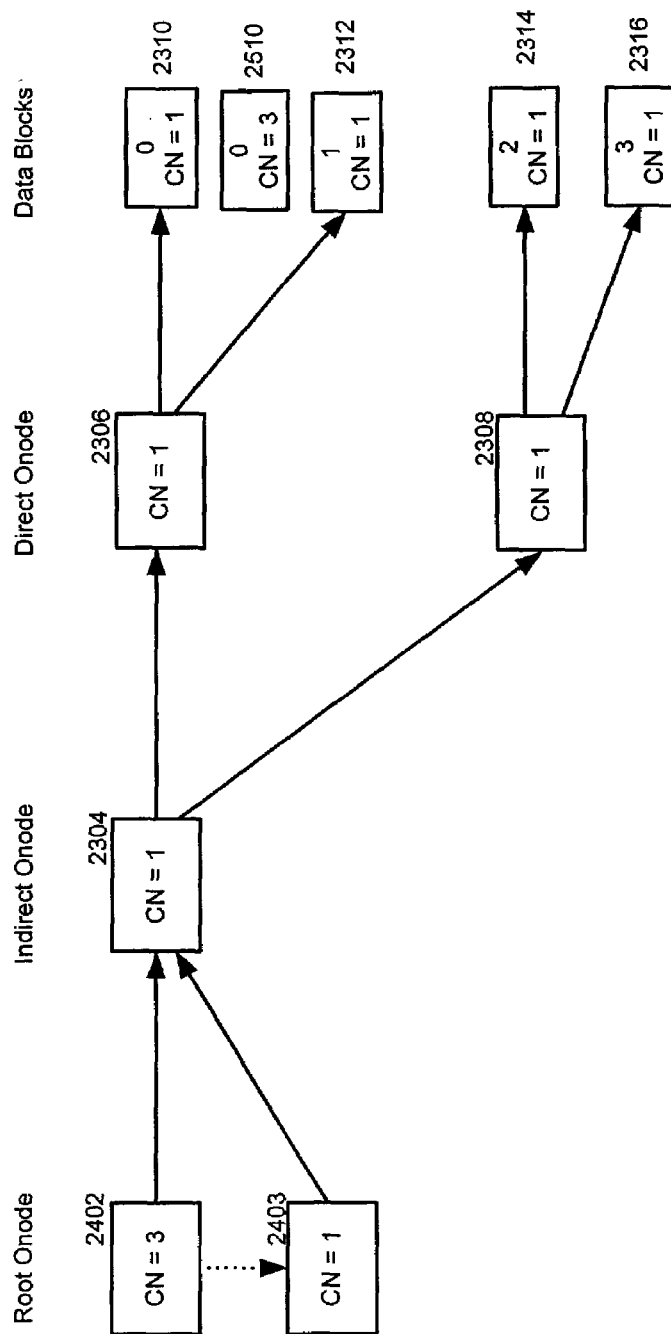 Root Onode
Indirect Onode
Direct Onode
Data Blocks
2402
CN = 3
2403
CN = 1
2304
CN = 1
2306
CN = 1
2308
CN = 1
0
CN = 1
2310
0
CN = 3
2510
1
CN = 1
2312
2
CN = 1
2314
3
CN = 1
2316